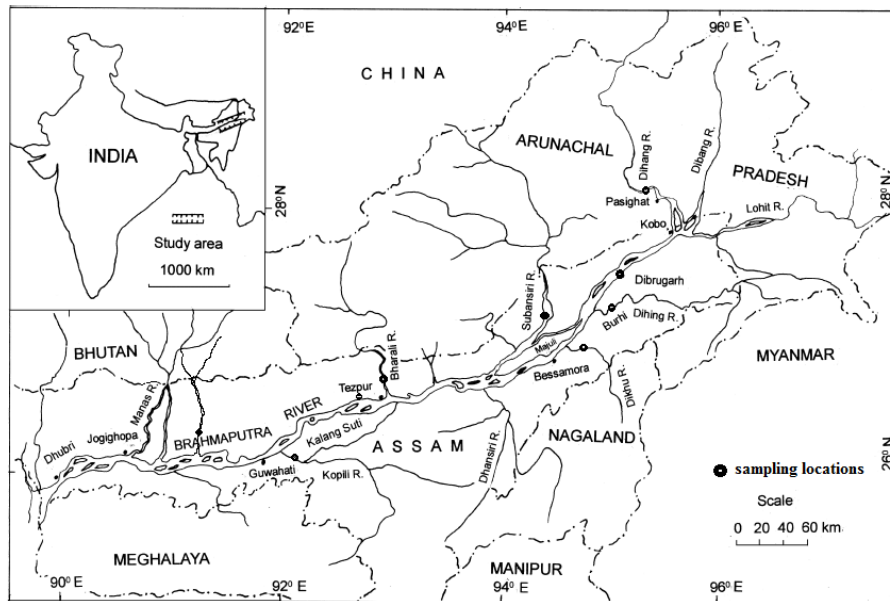 92°E
94°E
96°E
CHINA
INDIA
Study area
1000 km
28°N
ARUNACHAL
PRADESH
Dihang R.
Dibang R.
Pasighat
Lohit R.
28°N
Kobo
Subansiri R.
Dibrugarh
Burhi
Dihing R.
Majuli
MYANMAR
BHUTAN
Bharali R.
Bessamora
Dikhu R.
Tezpur
Manas R.
RIVER
BRAHMAPUTRA
Kalang Suti
Jogighopa
Dhubri
ASSAM
NAGALAND
Guwahati
Kopili R.
Dhansiri R.
26°N
sampling locations
Scale
0 20 40 60 km.
MEGHALAYA
MANIPUR
90°E
92°E
94°E
96°E